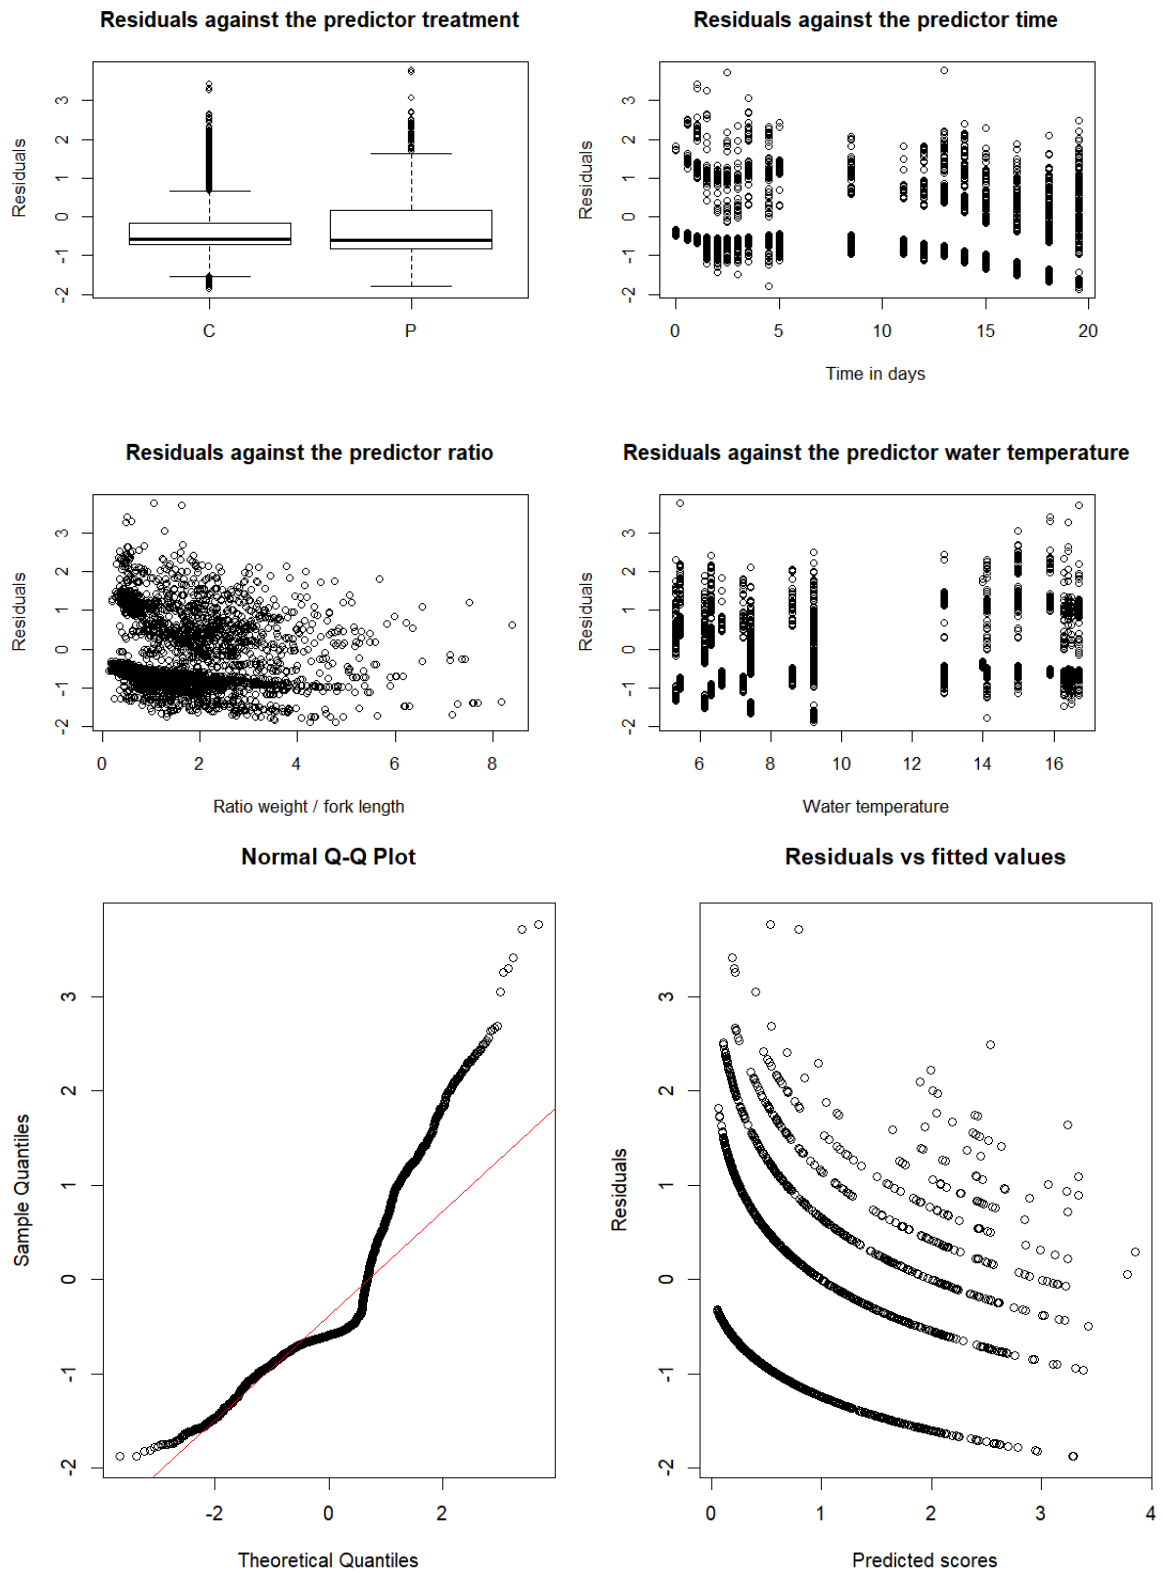 Residuals against the predictor treatment
Residuals
3
2
1
0
-1
-2
C
P
Residuals against the predictor time
Residuals
3
2
1
0
-1
-2
0 5 10 15 20
Time in days
Residuals against the predictor ratio
Residuals
3
2
1
0
-1
-2
0 2 4 6 8
Ratio weight / fork length
Residuals against the predictor water temperature
Residuals
3
2
1
0
-1
-2
6 8 10 12 14 16
Water temperature
Normal Q-Q Plot
Sample Quantiles
3
2
1
0
-1
-2
-2 0 2
Theoretical Quantiles
Residuals vs fitted values
Residuals
3
2
1
0
-1
-2
0 1 2 3 4
Predicted scores